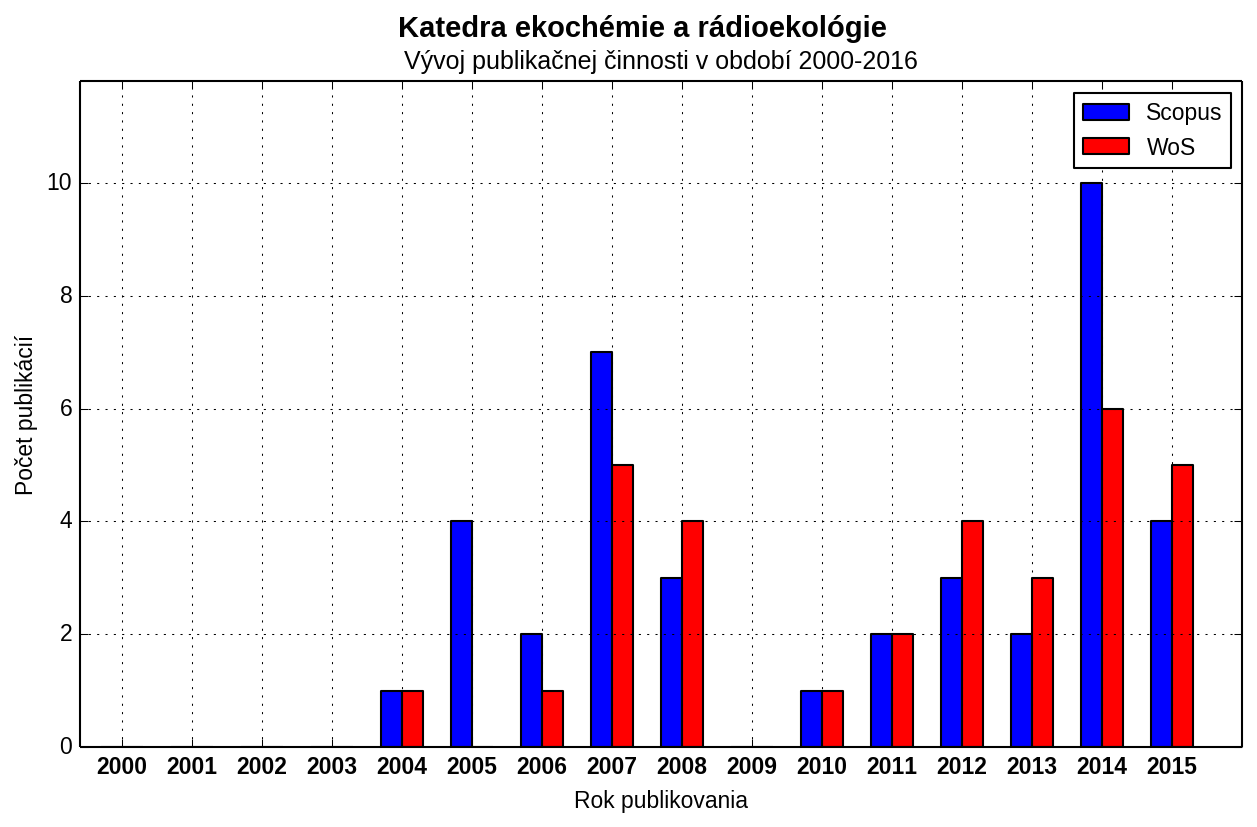 Katedra ekochémie a rádioekológie
Vývoj publikačnej činnosti v období 2000-2016
Scopus
WoS
Počet publikácií
10
8
6
4
2
0
2000 2001 2002 2003 2004 2005 2006 2007 2008 2009 2010 2011 2012 2013 2014 2015
Rok publikovania